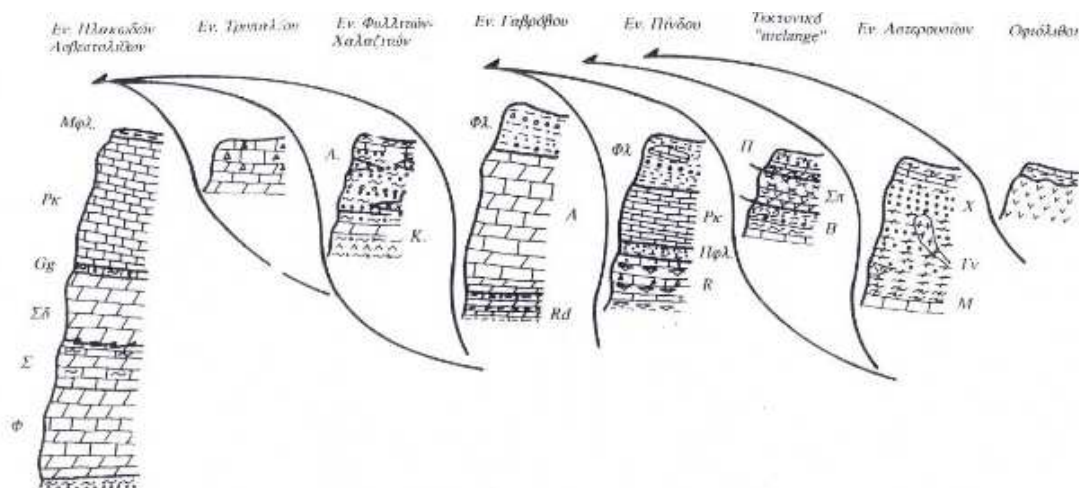 Εν. Πλακωδών Ασβεστολίθων
Εν. Τρυπαλίου
Εν. Φυλλιτών-Χαλαζιτών
Εν. Γαβρόβου
Εν. Πίνδου
Τεκτονικό "melange"
Εν. Αστερουσίων
Οφιόλιθοι
Μφλ.
Ρκ
Gg
Σδ
Σ
Φ
Λ.
Κ.
Φλ.
Λ
Rd
Φλ
Ρκ
Πφλ.
R
Π
Σπ
Β
Χ
Γν
Μ